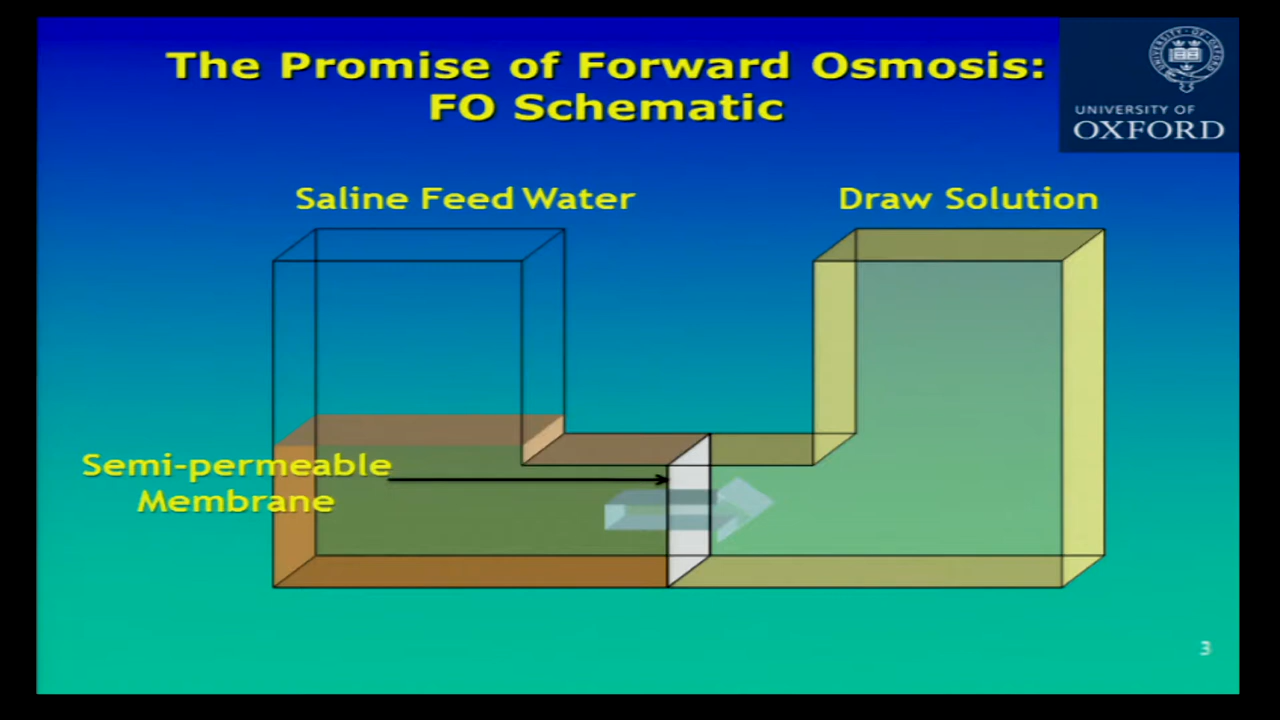 The Promise of Forward Osmosis:
FO Schematic
UNIVERSITY OF
OXFORD
Saline Feed Water
Draw Solution
Semi-permeable
Membrane
3